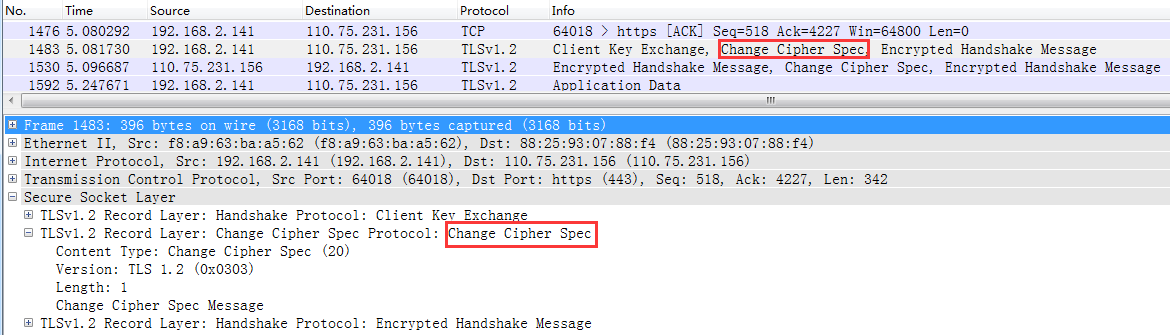 No. Time Source Destination Protocol Info
1476 5.080292 192.168.2.141 110.75.231.156 TCP 64018 > https [ACK] Seq=518 Ack=4227 Win=64800 Len=0
1483 5.081730 192.168.2.141 110.75.231.156 TLSv1.2 Client Key Exchange, Change Cipher Spec, Encrypted Handshake Message
1530 5.096687 110.75.231.156 192.168.2.141 TLSv1.2 Encrypted Handshake Message, Change Cipher Spec, Encrypted Handshake Message
1592 5.247671 192.168.2.141 110.75.231.156 TLSv1.2 Application Data
Frame 1483: 396 bytes on wire (3168 bits), 396 bytes captured (3168 bits)
Ethernet II, Src: f8:a9:63:ba:a5:62 (f8:a9:63:ba:a5:62), Dst: 88:25:93:07:88:f4 (88:25:93:07:88:f4)
Internet Protocol, Src: 192.168.2.141 (192.168.2.141), Dst: 110.75.231.156 (110.75.231.156)
Transmission Control Protocol, Src Port: 64018 (64018), Dst Port: https (443), Seq: 518, Ack: 4227, Len: 342
Secure Socket Layer
TLSv1.2 Record Layer: Handshake Protocol: Client Key Exchange
TLSv1.2 Record Layer: Change Cipher Spec Protocol: Change Cipher Spec
Content Type: Change Cipher Spec (20)
Version: TLS 1.2 (0x0303)
Length: 1
Change Cipher Spec Message
TLSv1.2 Record Layer: Handshake Protocol: Encrypted Handshake Message